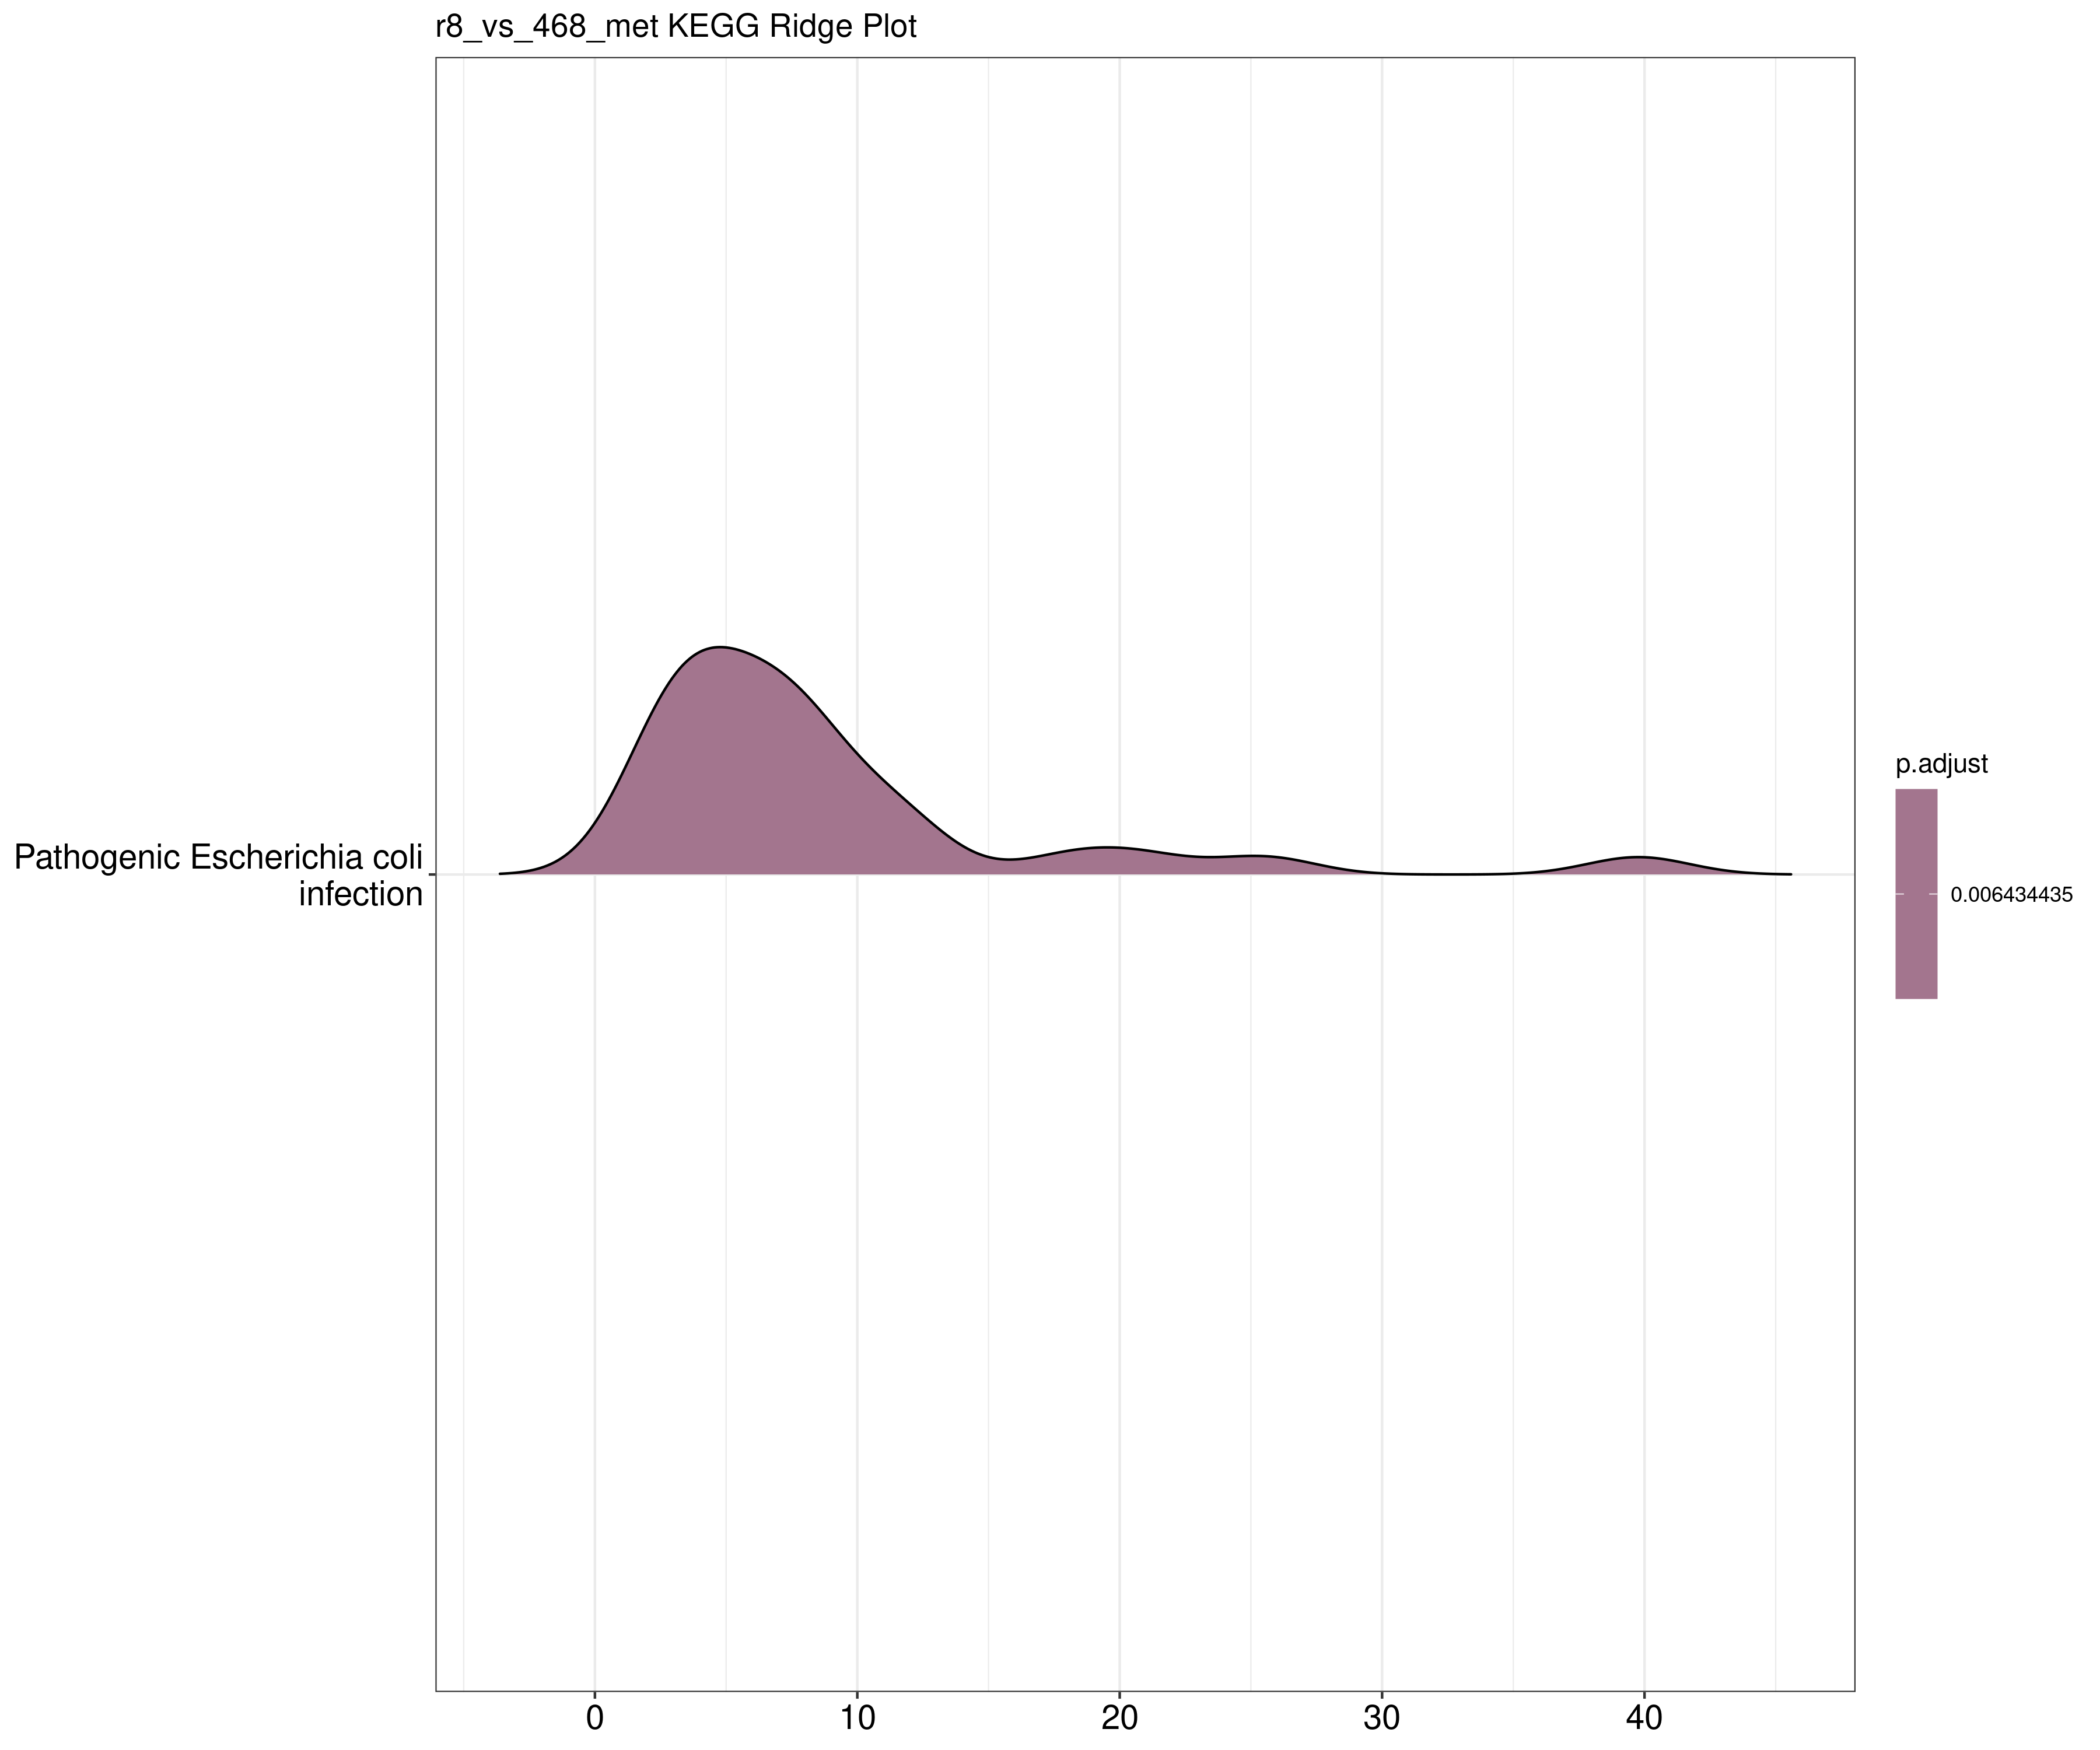 r8_vs_468_met KEGG Ridge Plot
Pathogenic Escherichia coli
infection
p.adjust
0.006434435
0 10 20 30 40